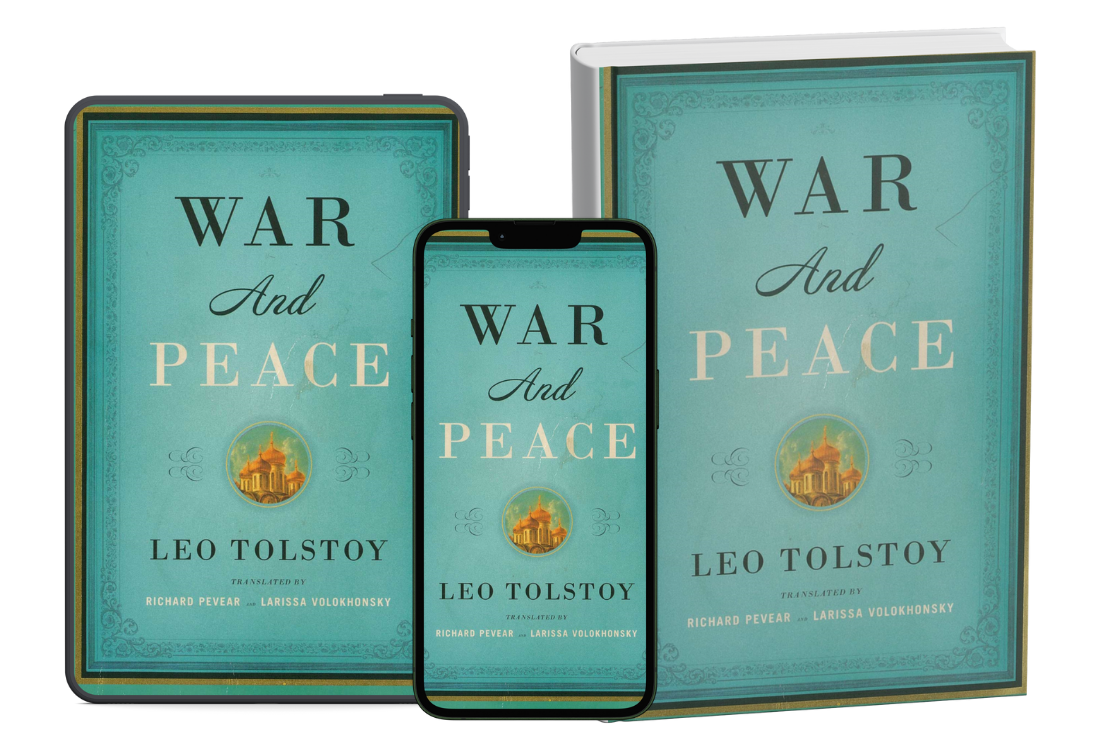 WAR
And
PEACE
LEO TOLSTOY
TRANSLATED BY
RICHARD PEVEAR AND LARISSA VOLOKHONSKY
WAR
And
PEACE
LEO TOLSTOY
TRANSLATED BY
RICHARD PEVEAR AND LARISSA VOLOKHONSKY
WAR
And
PEACE
LEO TOLSTOY
TRANSLATED BY
RICHARD PEVEAR AND LARISSA VOLOKHONSKY